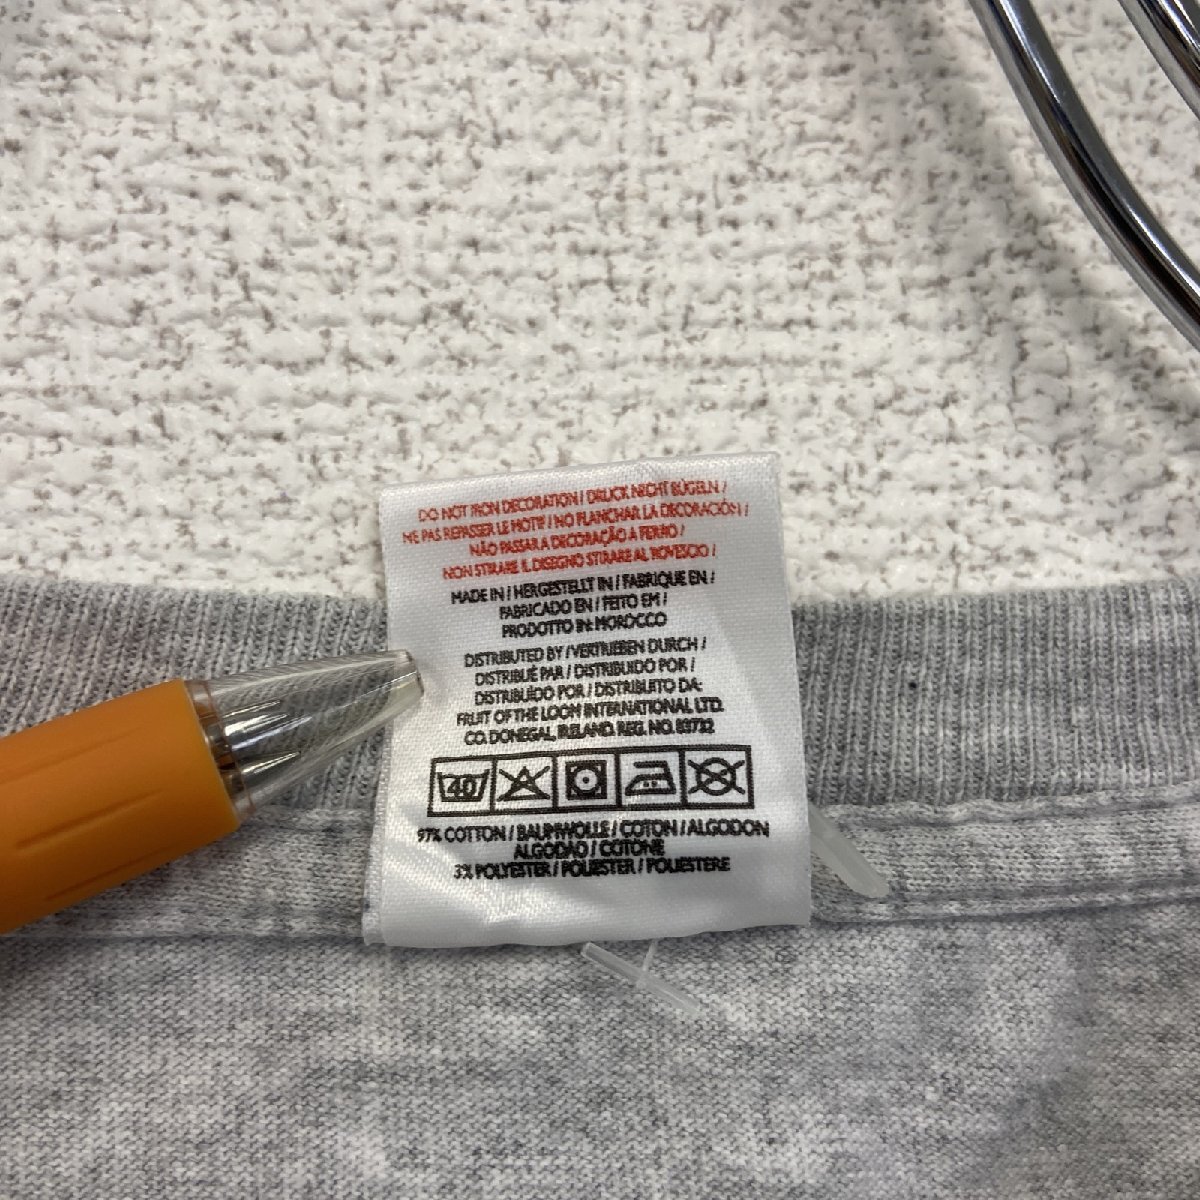 DO NOT IRON DECORATION / DRUCK NICHT BÜGELN /
NE PAS REPASSER LE MOTIF / NO PLANCHAR LA DECORACIÓN /
NÃO PASSAR A DECORAÇÃO A FERRO /
NON STIRARE IL DISEGNO STIRARE AL ROVESCIO /
MADE IN / HERGESTELLT IN / FABRIQUE EN /
FABRICADO EN / FEITO EM /
PRODOTTO IN: MOROCCO
DISTRIBUTED BY / VERTRIEBEN DURCH /
DISTRIBUÉ PAR / DISTRIBUIDO POR /
DISTRIBUÍDO POR / DISTRIBUITO DA:
FRUIT OF THE LOOM INTERNATIONAL LTD.
CO. DONEGAL, IRELAND. REG. NO. 83732
40
97% COTTON / BAUMWOLLE / COTON / ALGODON
ALGODAO / COTONE
3% POLYESTER / POLIESTER / POLIESTERE